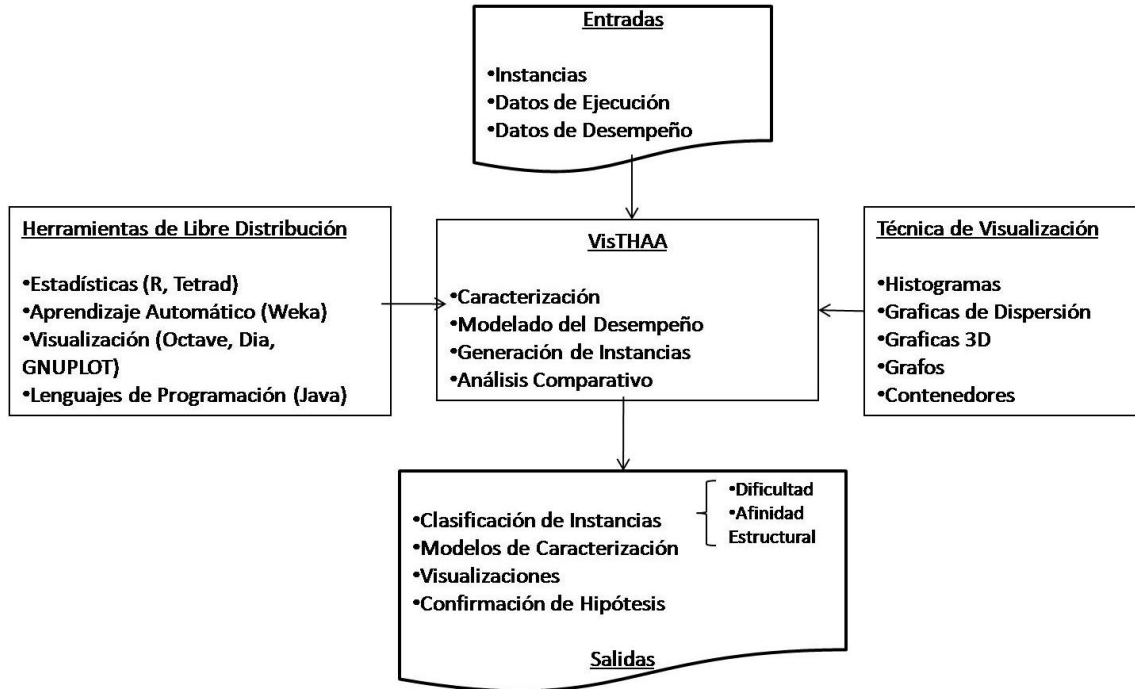 Entradas
•Instancias
•Datos de Ejecución
•Datos de Desempeño
Herramientas de Libre Distribución
•Estadísticas (R, Tetrad)
•Aprendizaje Automático (Weka)
•Visualización (Octave, Dia,
GNUPLOT)
•Lenguajes de Programación (Java)
VisTHAA
•Caracterización
•Modelado del Desempeño
•Generación de Instancias
•Análisis Comparativo
Técnica de Visualización
•Histogramas
•Graficas de Dispersión
•Graficas 3D
•Grafos
•Contenedores
•Clasificación de Instancias
•Dificultad
•Afinidad
Estructural
•Modelos de Caracterización
•Visualizaciones
•Confirmación de Hipótesis
Salidas